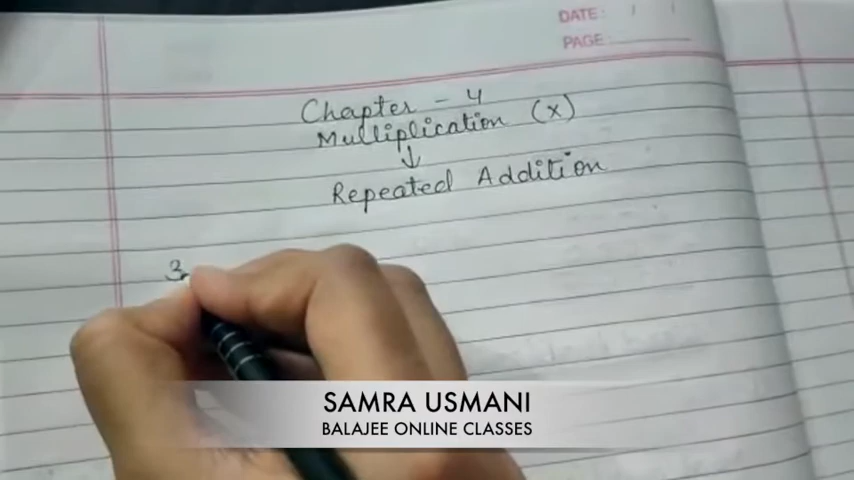 DATE: / /
PAGE:
Chapter - 4
Multiplication (x)
↓
Repeated Addition
3
SAMRA USMANI
BALAJEE ONLINE CLASSES